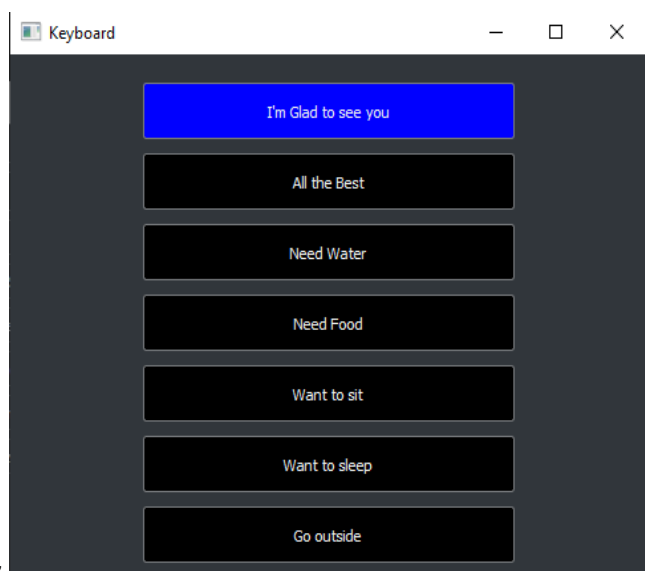 Keyboard
I'm Glad to see you
All the Best
Need Water
Need Food
Want to sit
Want to sleep
Go outside